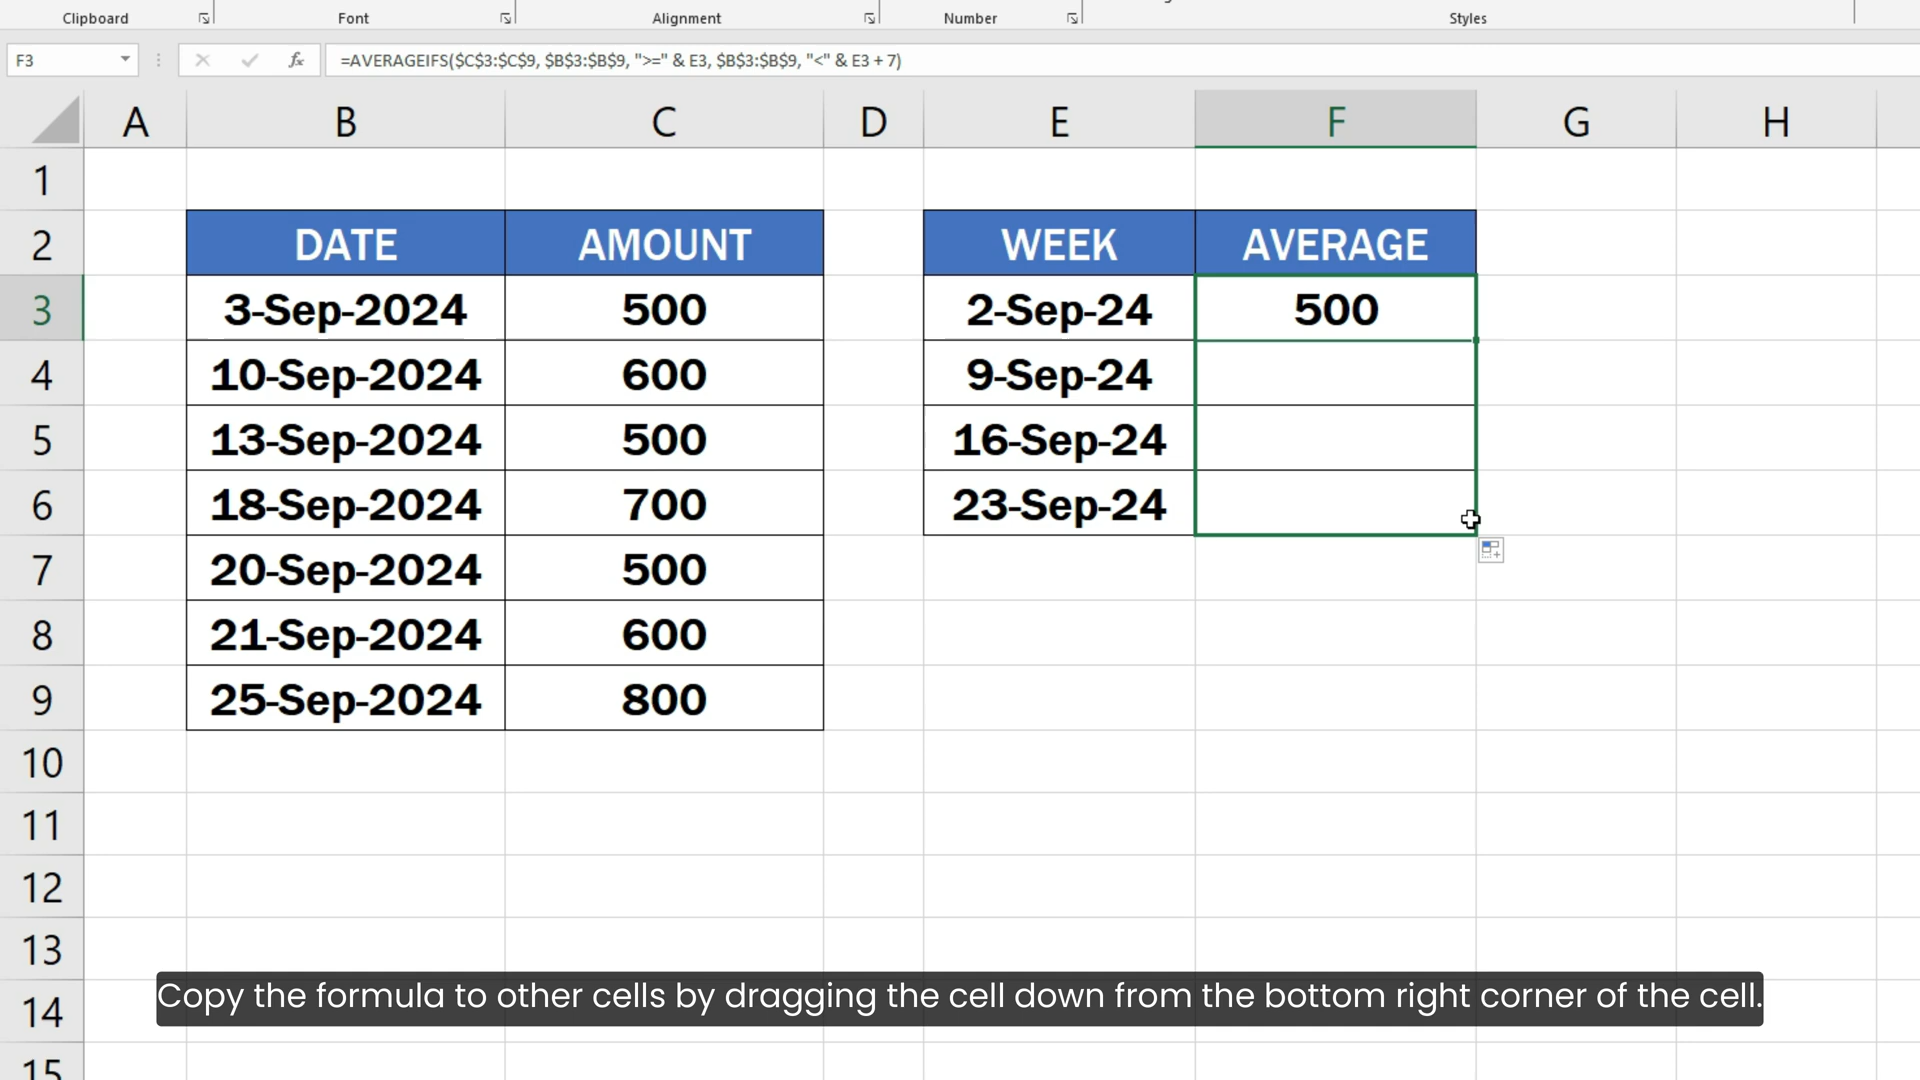 Clipboard Font Alignment Number Styles
F3 fx =AVERAGEIFS($C$3:$C$9, $B$3:$B$9, ">=" & E3, $B$3:$B$9, "<" & E3 + 7)
A B C D E F G H
1
2 DATE AMOUNT WEEK AVERAGE
3 3-Sep-2024 500 2-Sep-24 500
4 10-Sep-2024 600 9-Sep-24
5 13-Sep-2024 500 16-Sep-24
6 18-Sep-2024 700 23-Sep-24
7 20-Sep-2024 500
8 21-Sep-2024 600
9 25-Sep-2024 800
10
11
12
13
Copy the formula to other cells by dragging the cell down from the bottom right corner of the cell.
14
15